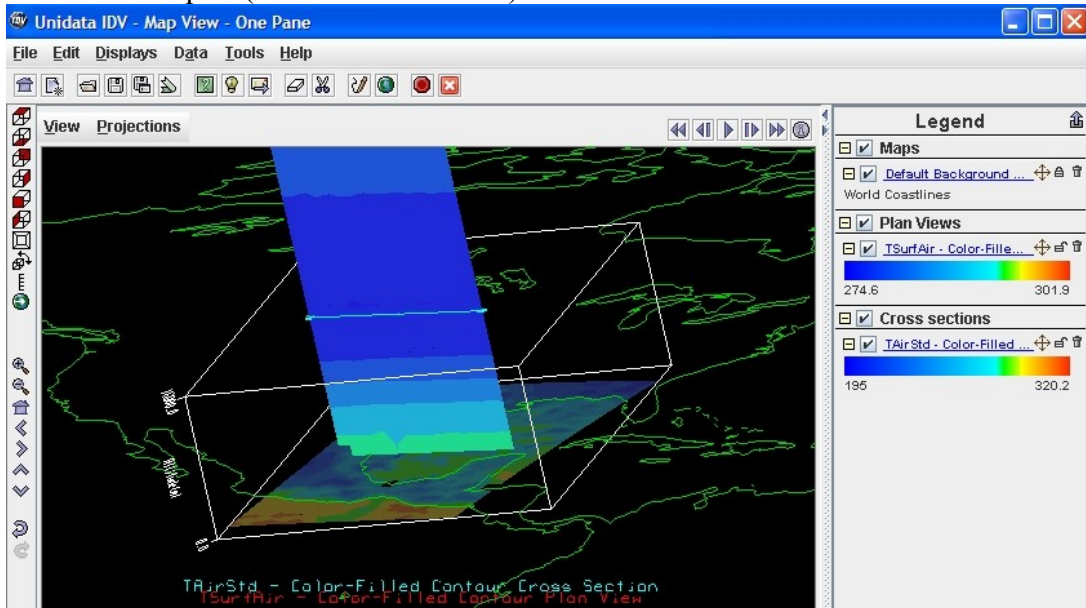 Unidata IDV - Map View - One Pane
File Edit Displays Data Tools Help
View Projections
Legend
Maps
Default Background ...
World Coastlines
Plan Views
TSurfAir - Color-Fille...
274.6 301.9
Cross sections
TAirStd - Color-Filled ...
195 320.2
TAirStd - Color-Filled Contour Cross Section
TSurfAir - Color-Filled Contour Plan View